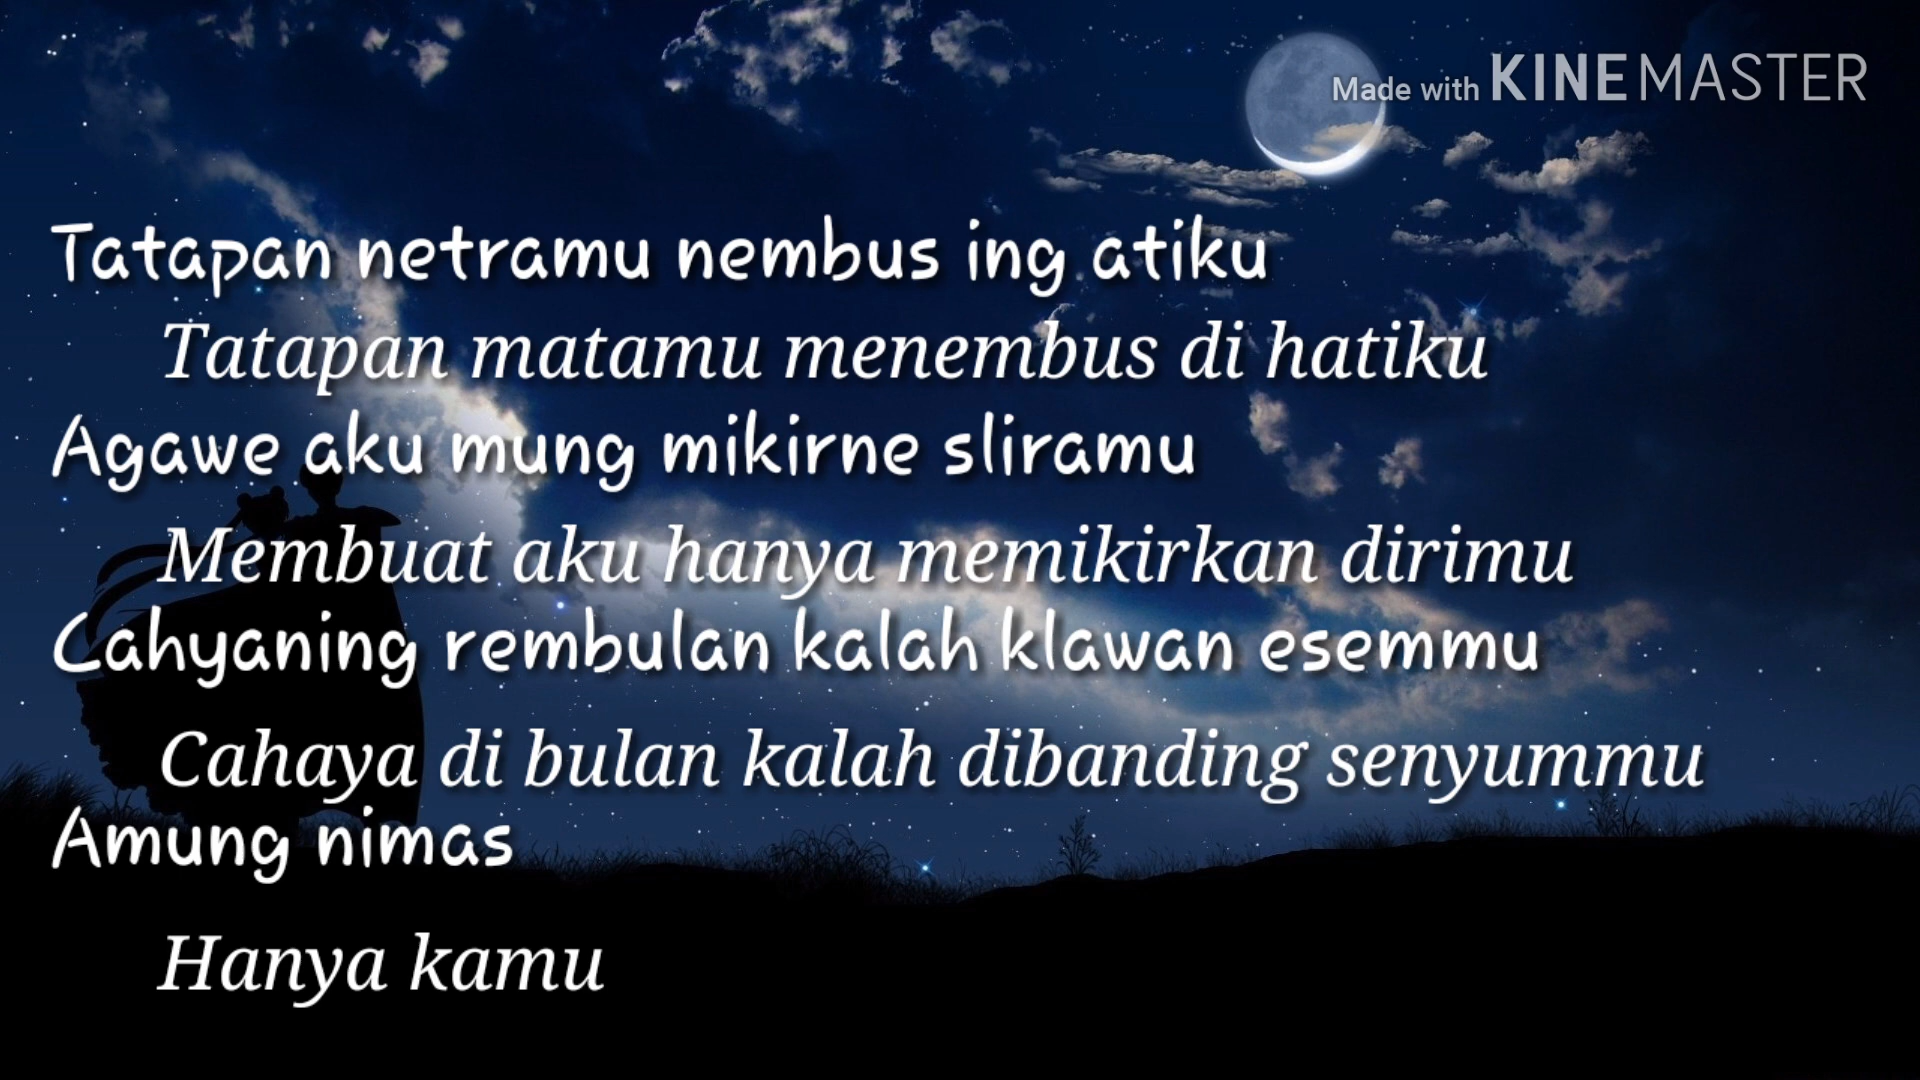 Made with KINEMASTER
Tatapan netramu nembus ing atiku
Tatapan matamu menembus di hatiku
Agawe aku mung mikirne sliramu
Membuat aku hanya memikirkan dirimu
Cahyaning rembulan kalah klawan esemmu
Cahaya di bulan kalah dibanding senyummu
Amung nimas
Hanya kamu